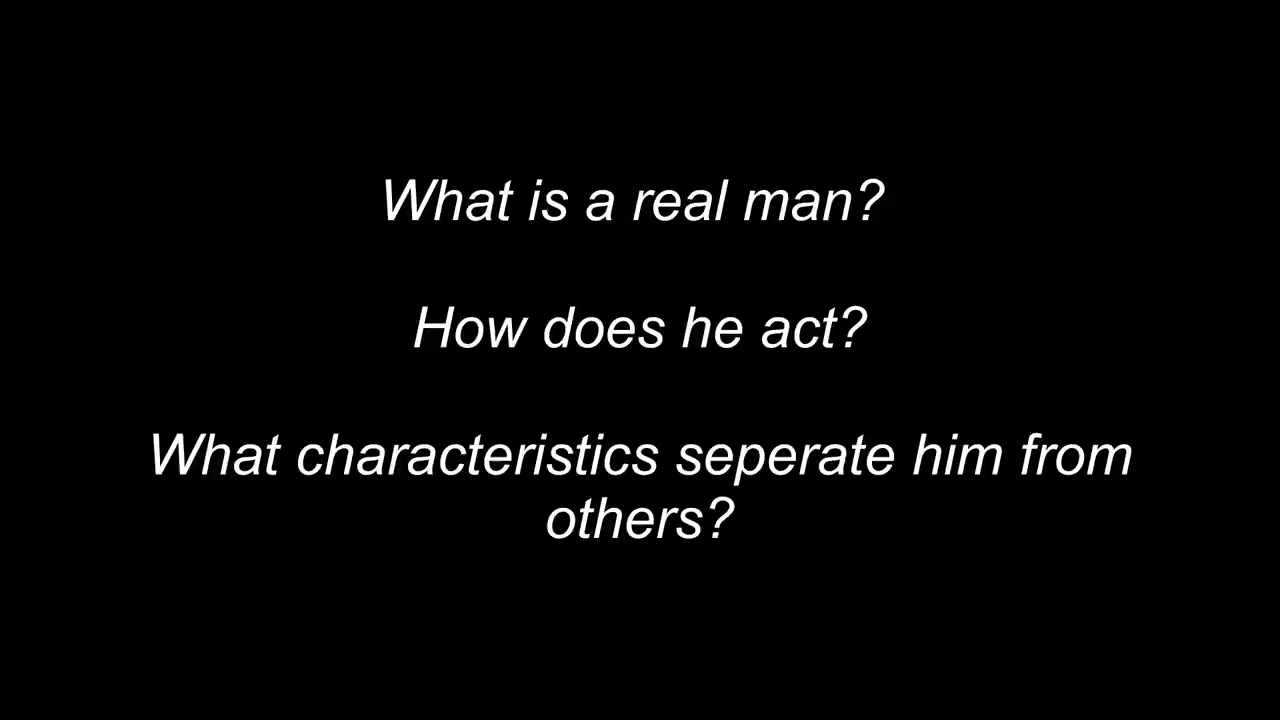 What is a real man?
How does he act?
What characteristics seperate him from
others?